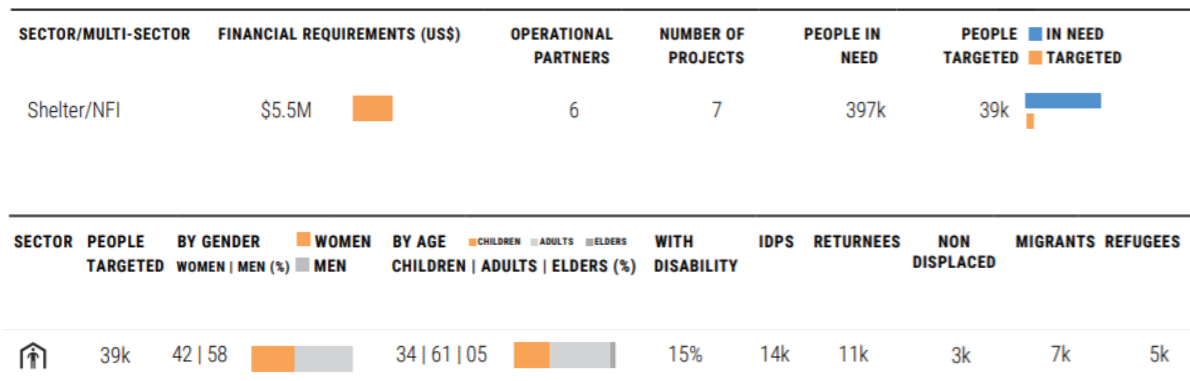 SECTOR/MULTI-SECTOR FINANCIAL REQUIREMENTS (US$) OPERATIONAL PARTNERS NUMBER OF PROJECTS PEOPLE IN NEED PEOPLE TARGETED IN NEED TARGETED
Shelter/NFI $5.5M 6 7 397k 39k
SECTOR PEOPLE TARGETED BY GENDER WOMEN | MEN (%) WOMEN MEN BY AGE CHILDREN ADULTS ELDERS CHILDREN | ADULTS | ELDERS (%) WITH DISABILITY IDPS RETURNEES NON DISPLACED MIGRANTS REFUGEES
39k 42 | 58 34 | 61 | 05 15% 14k 11k 3k 7k 5k